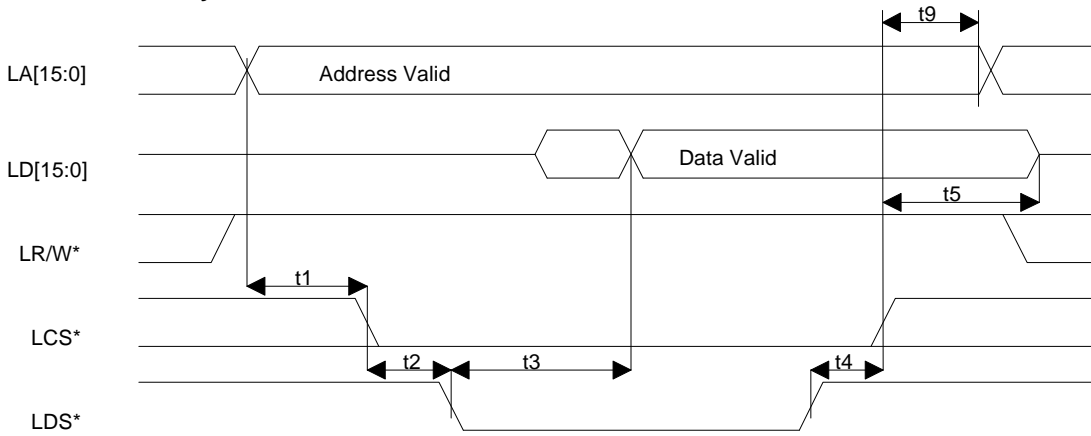 t9
LA[15:0]
Address Valid
LD[15:0]
Data Valid
t5
LR/W*
t1
LCS*
t2
t3
t4
LDS*